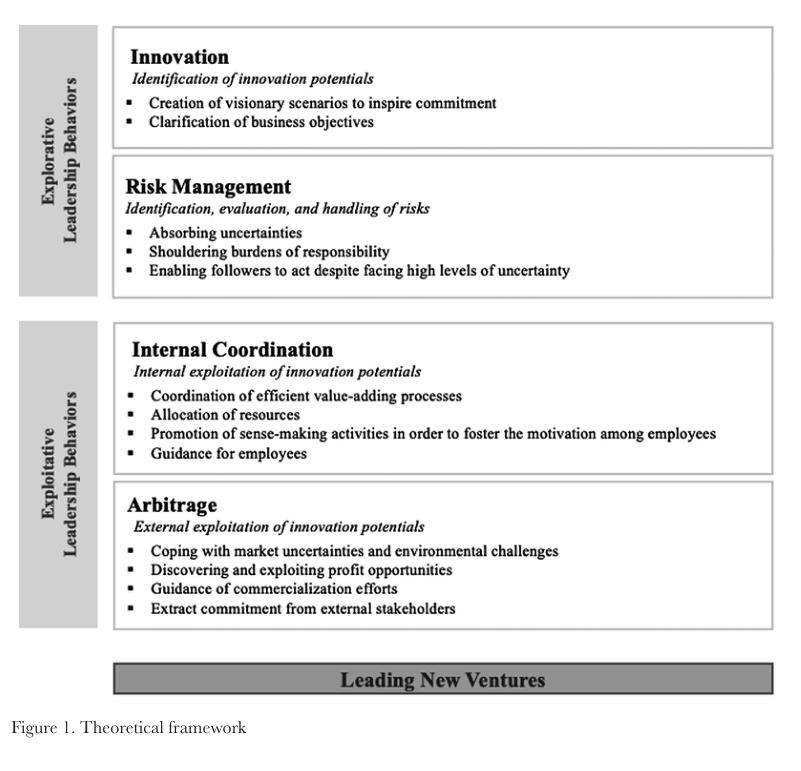 Explorative
Leadership Behaviors
Innovation
Identification of innovation potentials
▪ Creation of visionary scenarios to inspire commitment
▪ Clarification of business objectives
Risk Management
Identification, evaluation, and handling of risks
▪ Absorbing uncertainties
▪ Shouldering burdens of responsibility
▪ Enabling followers to act despite facing high levels of uncertainty
Exploitative
Leadership Behaviors
Internal Coordination
Internal exploitation of innovation potentials
▪ Coordination of efficient value-adding processes
▪ Allocation of resources
▪ Promotion of sense-making activities in order to foster the motivation among employees
▪ Guidance for employees
Arbitrage
External exploitation of innovation potentials
▪ Coping with market uncertainties and environmental challenges
▪ Discovering and exploiting profit opportunities
▪ Guidance of commercialization efforts
▪ Extract commitment from external stakeholders
Leading New Ventures
Figure 1. Theoretical framework